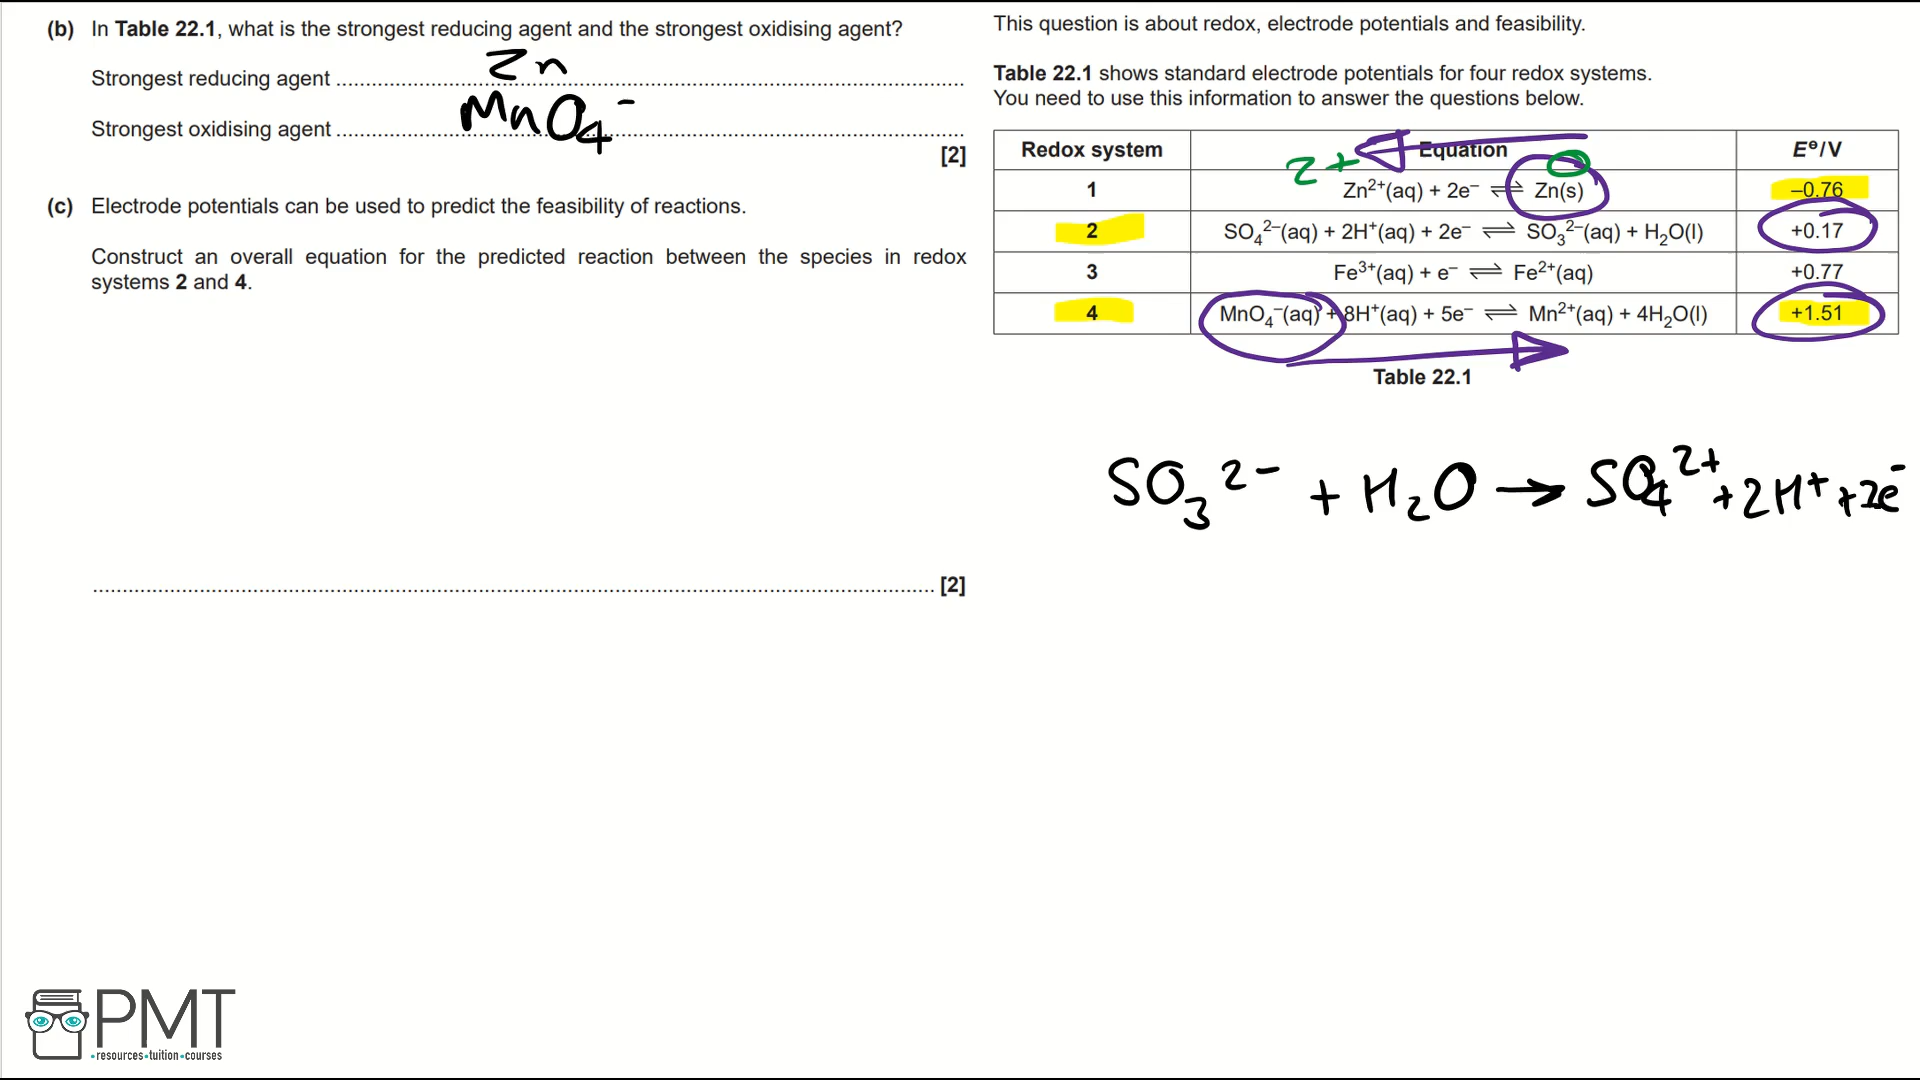 (b) In Table 22.1, what is the strongest reducing agent and the strongest oxidising agent?
Strongest reducing agent ........ Zn
Strongest oxidising agent ........ MnO₄⁻
[2]
(c) Electrode potentials can be used to predict the feasibility of reactions.
Construct an overall equation for the predicted reaction between the species in redox
systems 2 and 4.
........ [2]
This question is about redox, electrode potentials and feasibility.
Table 22.1 shows standard electrode potentials for four redox systems.
You need to use this information to answer the questions below.
Redox system Equation E⦵/V
2+ 0
1 Zn²⁺(aq) + 2e⁻ ⇌ Zn(s) –0.76
2 SO₄²⁻(aq) + 2H⁺(aq) + 2e⁻ ⇌ SO₃²⁻(aq) + H₂O(l) +0.17
3 Fe³⁺(aq) + e⁻ ⇌ Fe²⁺(aq) +0.77
4 MnO₄⁻(aq) + 8H⁺(aq) + 5e⁻ ⇌ Mn²⁺(aq) + 4H₂O(l) +1.51
Table 22.1
SO₃²⁻ + H₂O → SO₄²⁺ + 2H⁺ + 2e⁻
PMT
•resources•tuition•courses